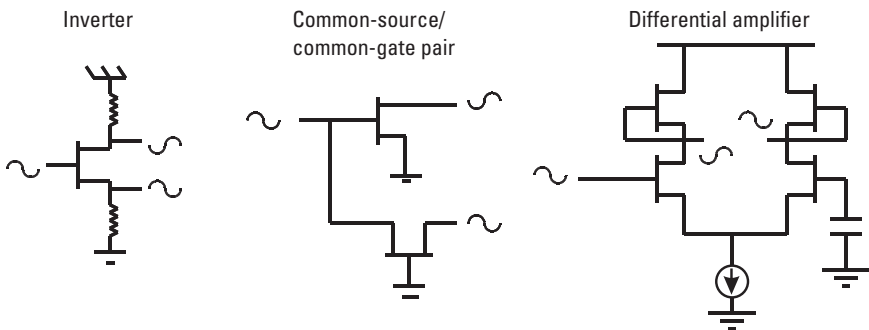 Inverter
Common-source/
common-gate pair
Differential amplifier